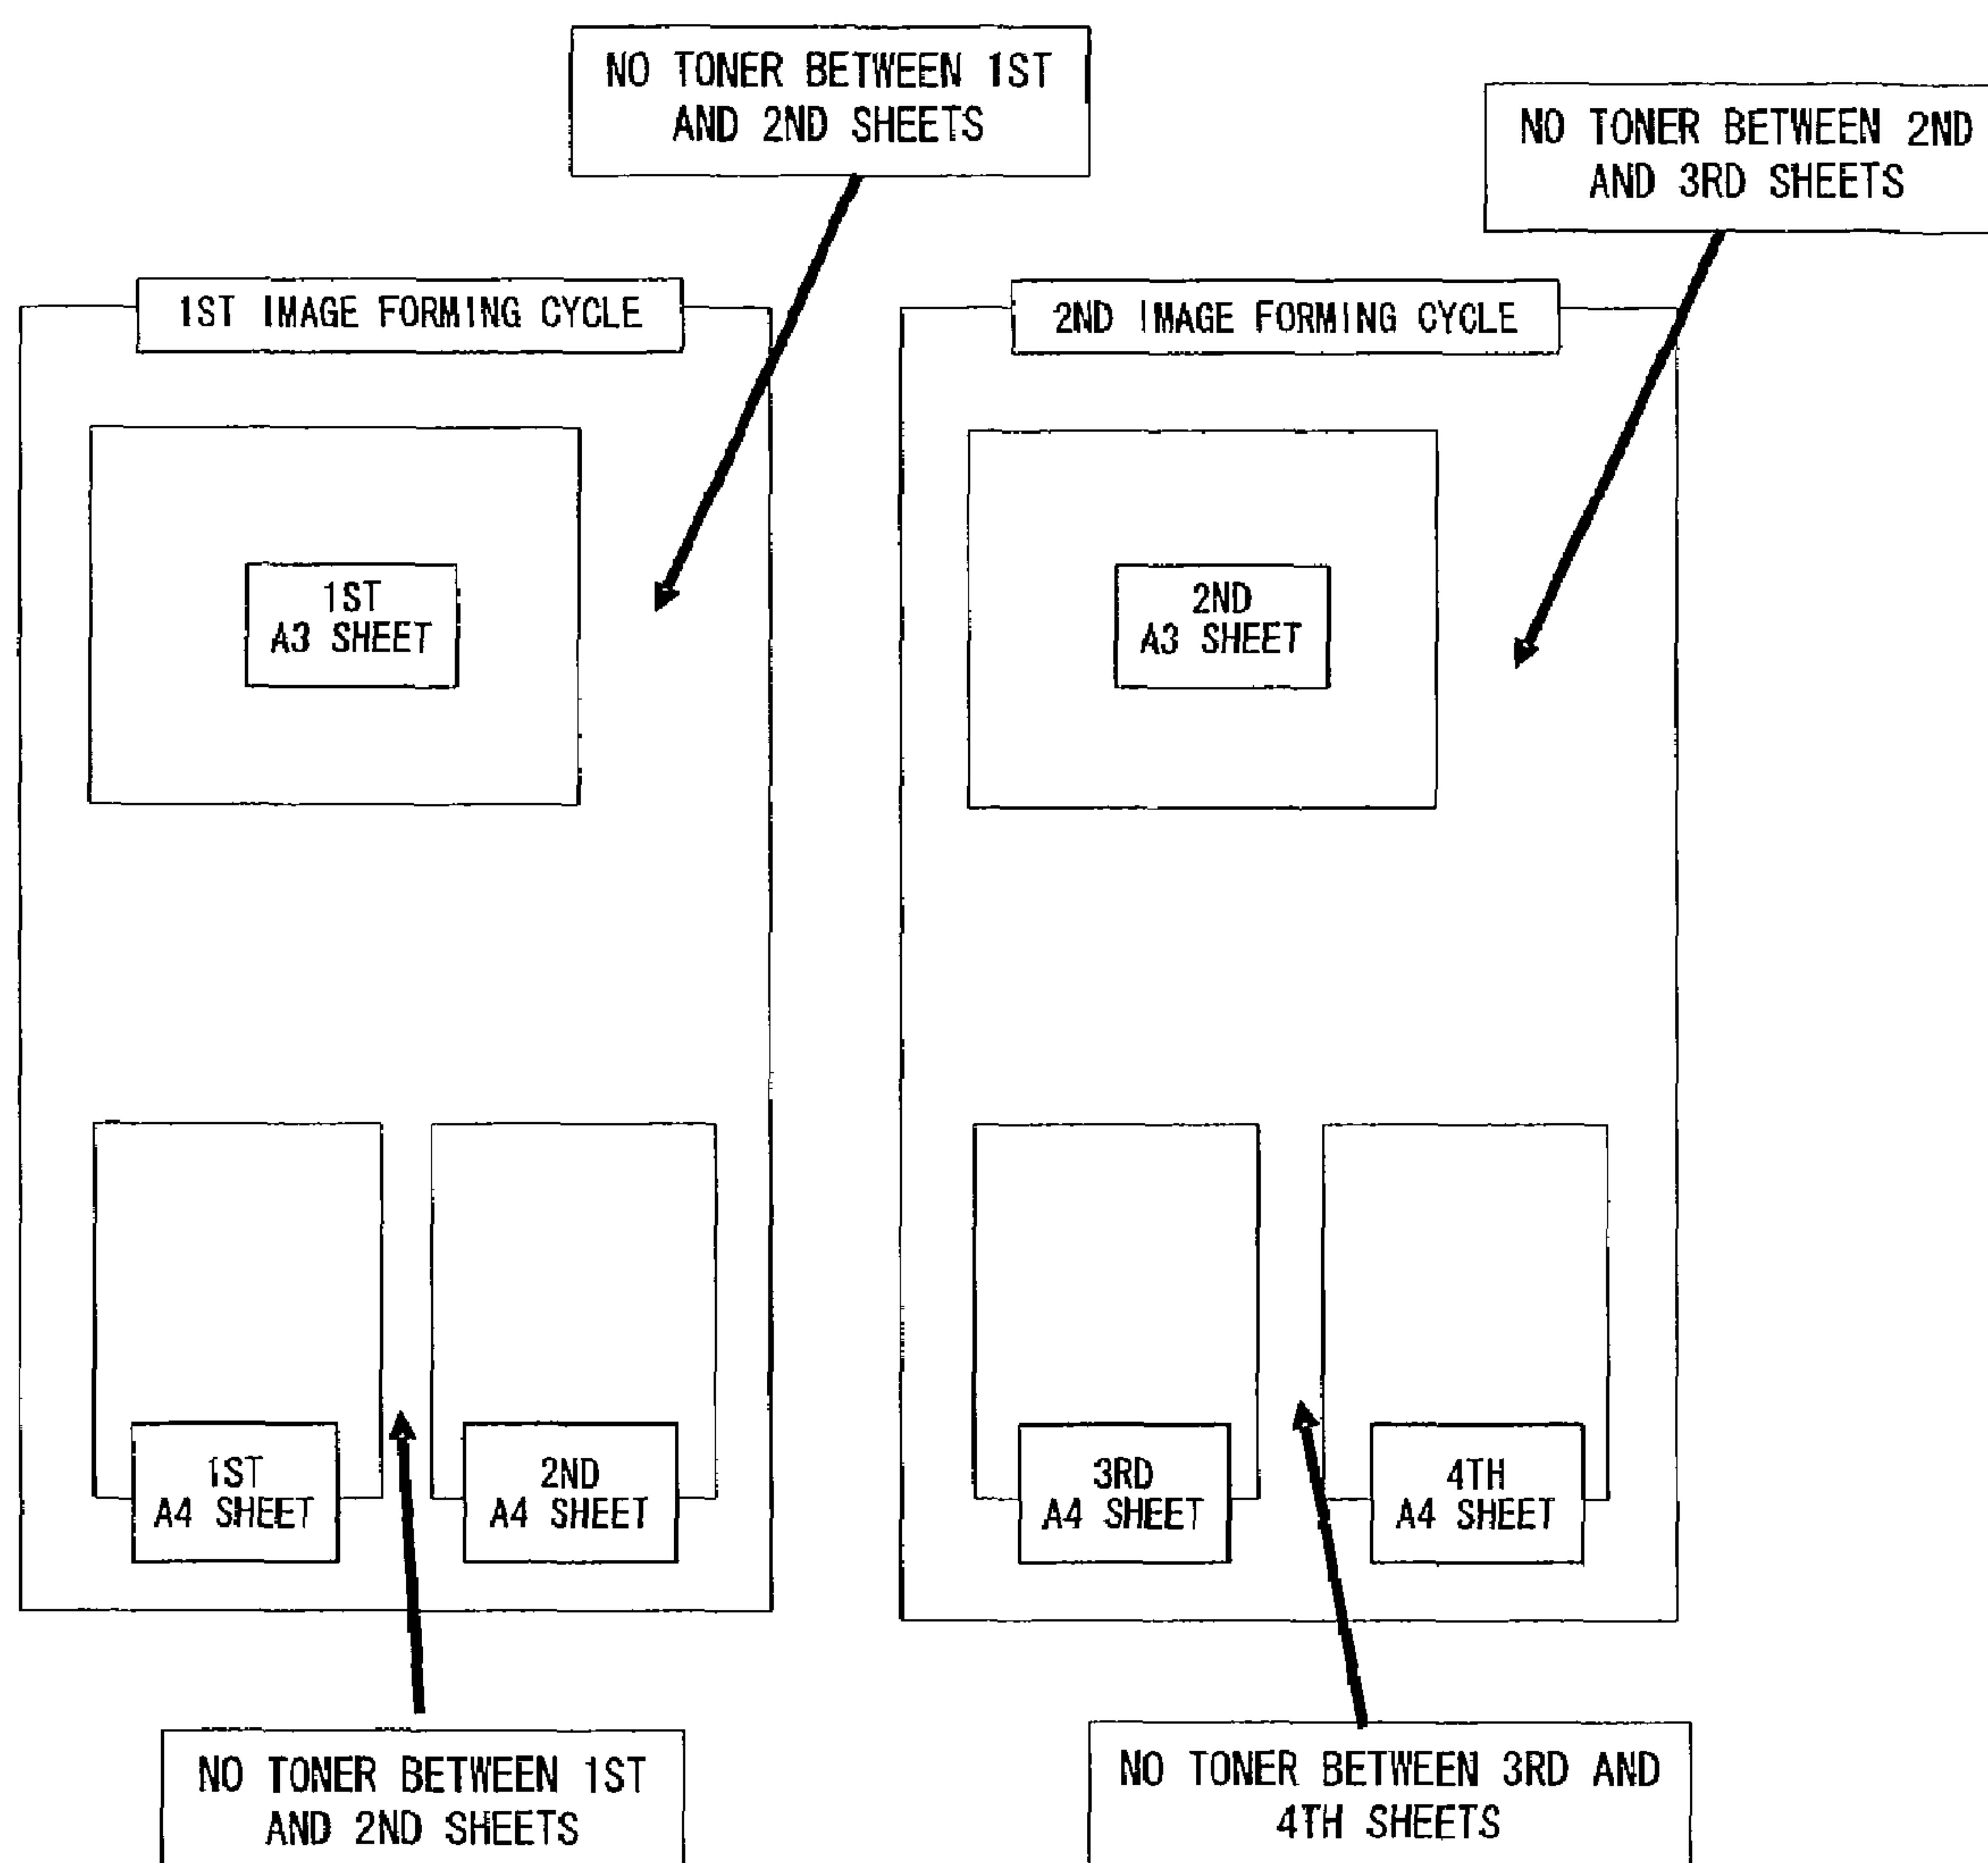 NO TONER BETWEEN 1ST
AND 2ND SHEETS
NO TONER BETWEEN 2ND
AND 3RD SHEETS
1ST IMAGE FORMING CYCLE
2ND IMAGE FORMING CYCLE
1ST
A3 SHEET
2ND
A3 SHEET
1ST
A4 SHEET
2ND
A4 SHEET
3RD
A4 SHEET
4TH
A4 SHEET
NO TONER BETWEEN 1ST
AND 2ND SHEETS
NO TONER BETWEEN 3RD AND
4TH SHEETS